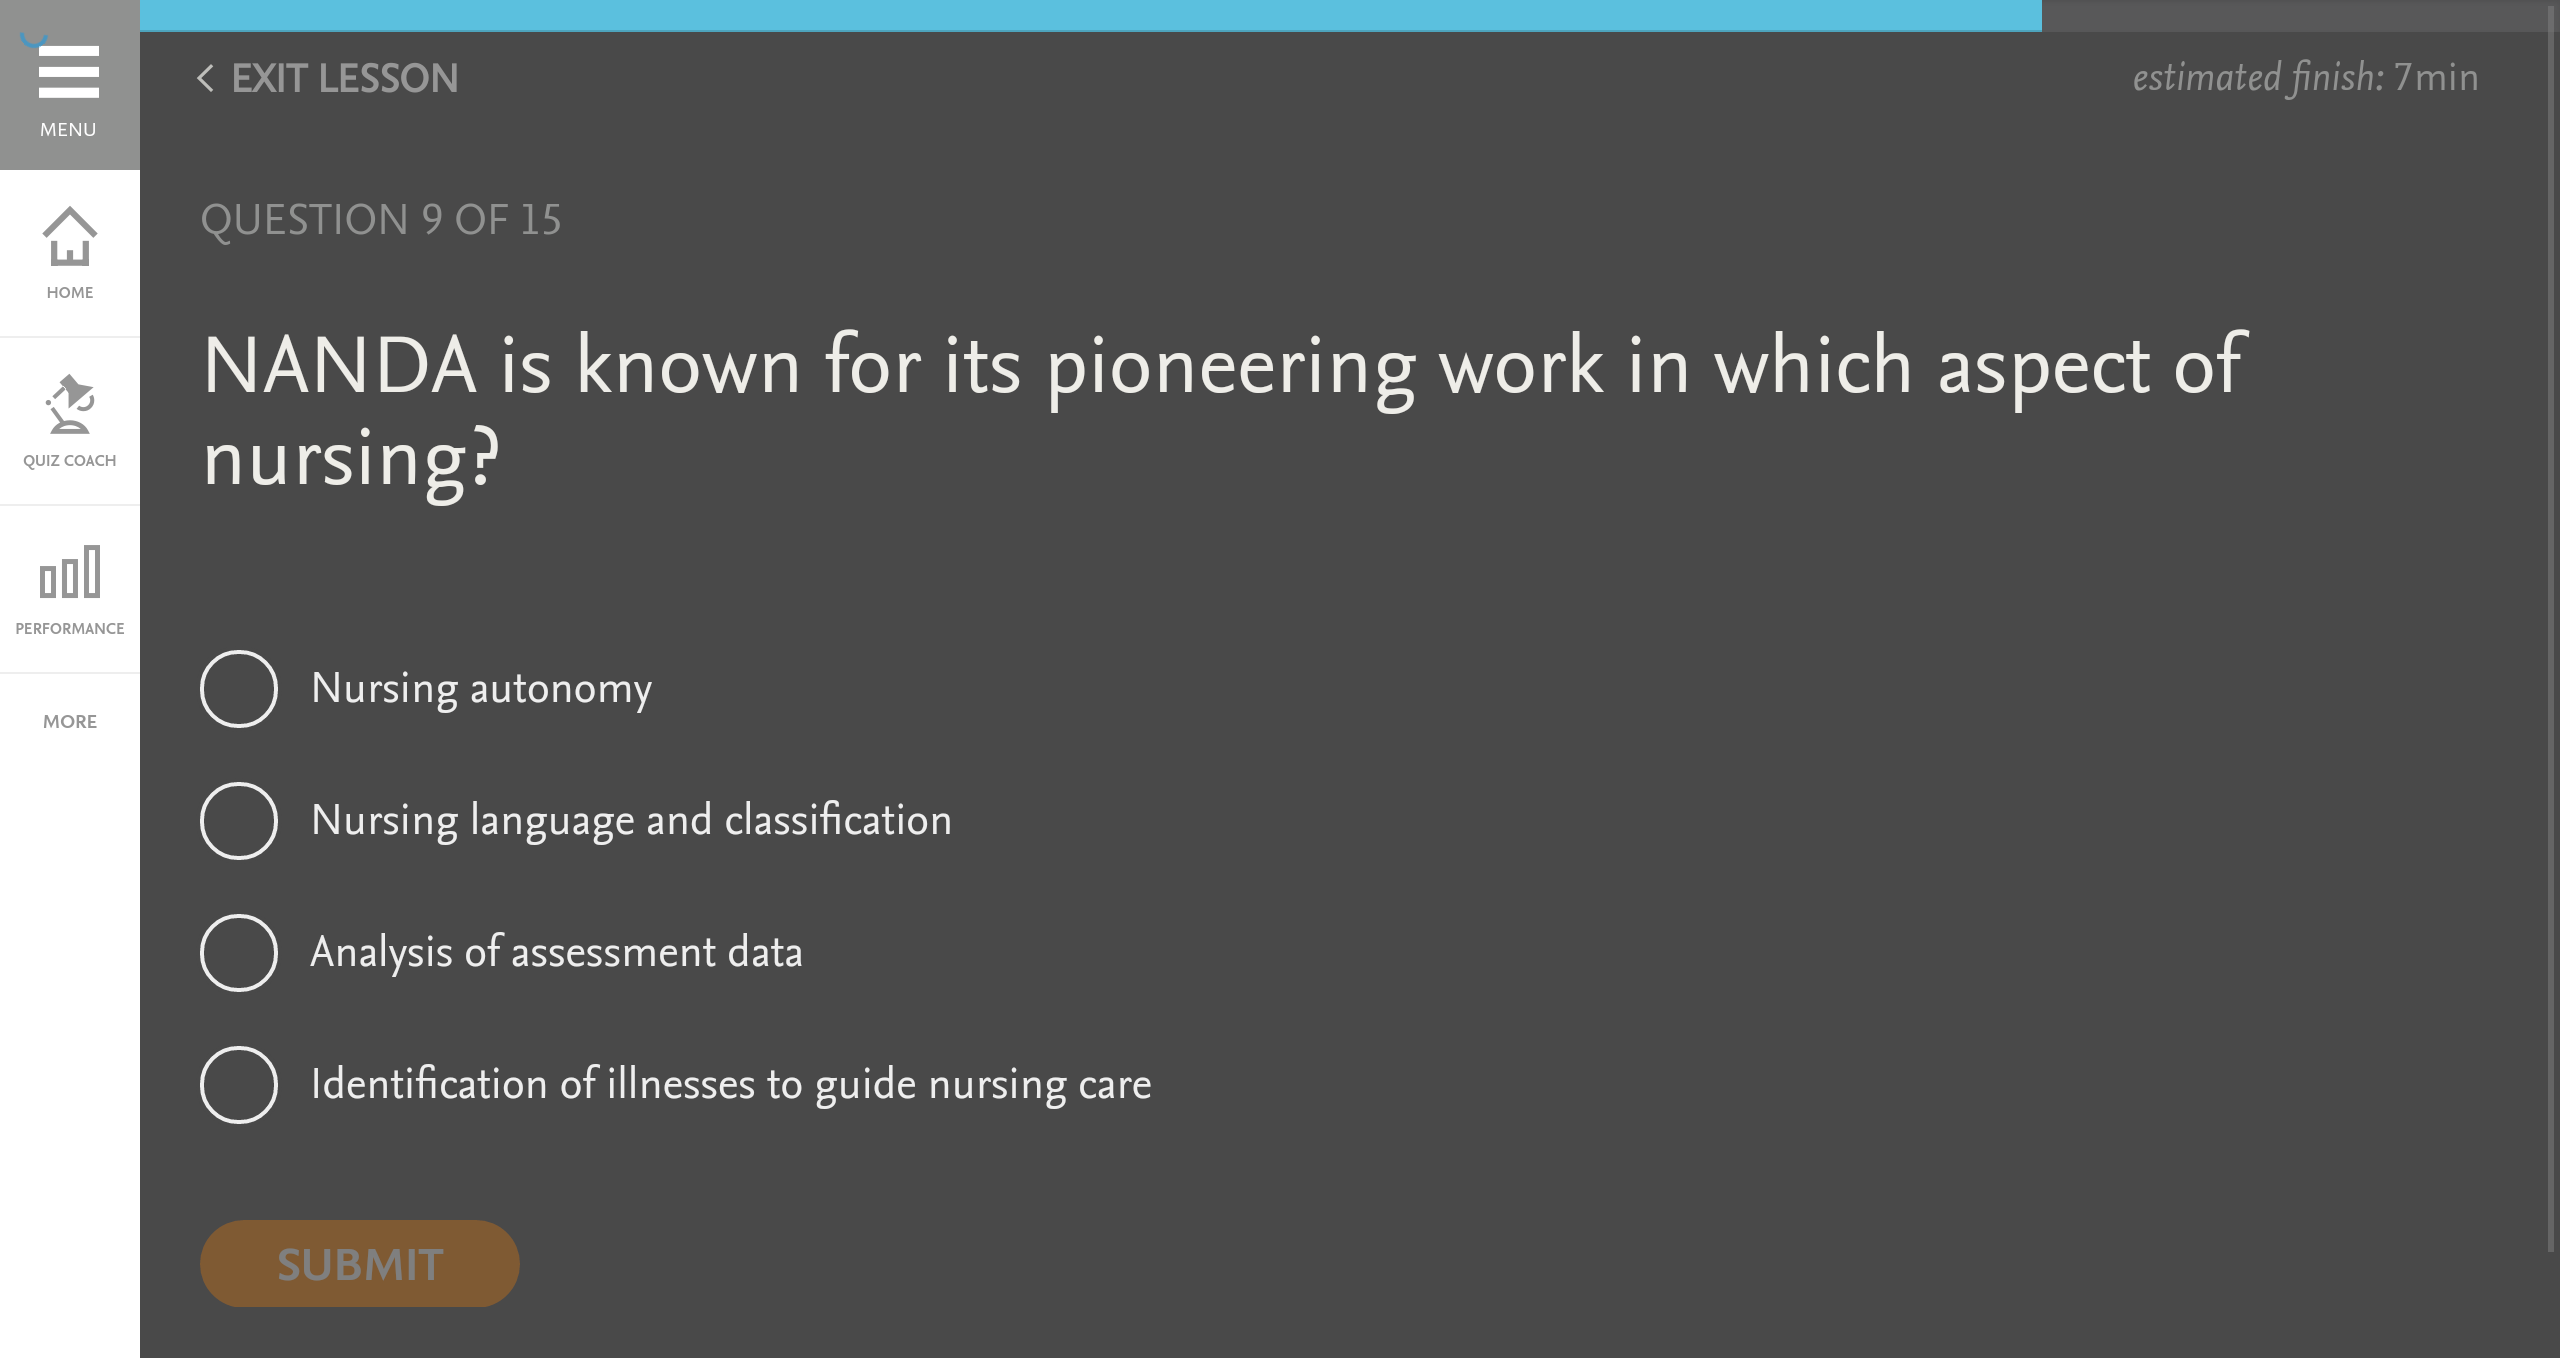 MENU
HOME
QUIZ COACH
PERFORMANCE
MORE
EXIT LESSON
estimated finish: 7min
QUESTION 9 OF 15
NANDA is known for its pioneering work in which aspect of
nursing?
Nursing autonomy
Nursing language and classification
Analysis of assessment data
Identification of illnesses to guide nursing care
SUBMIT